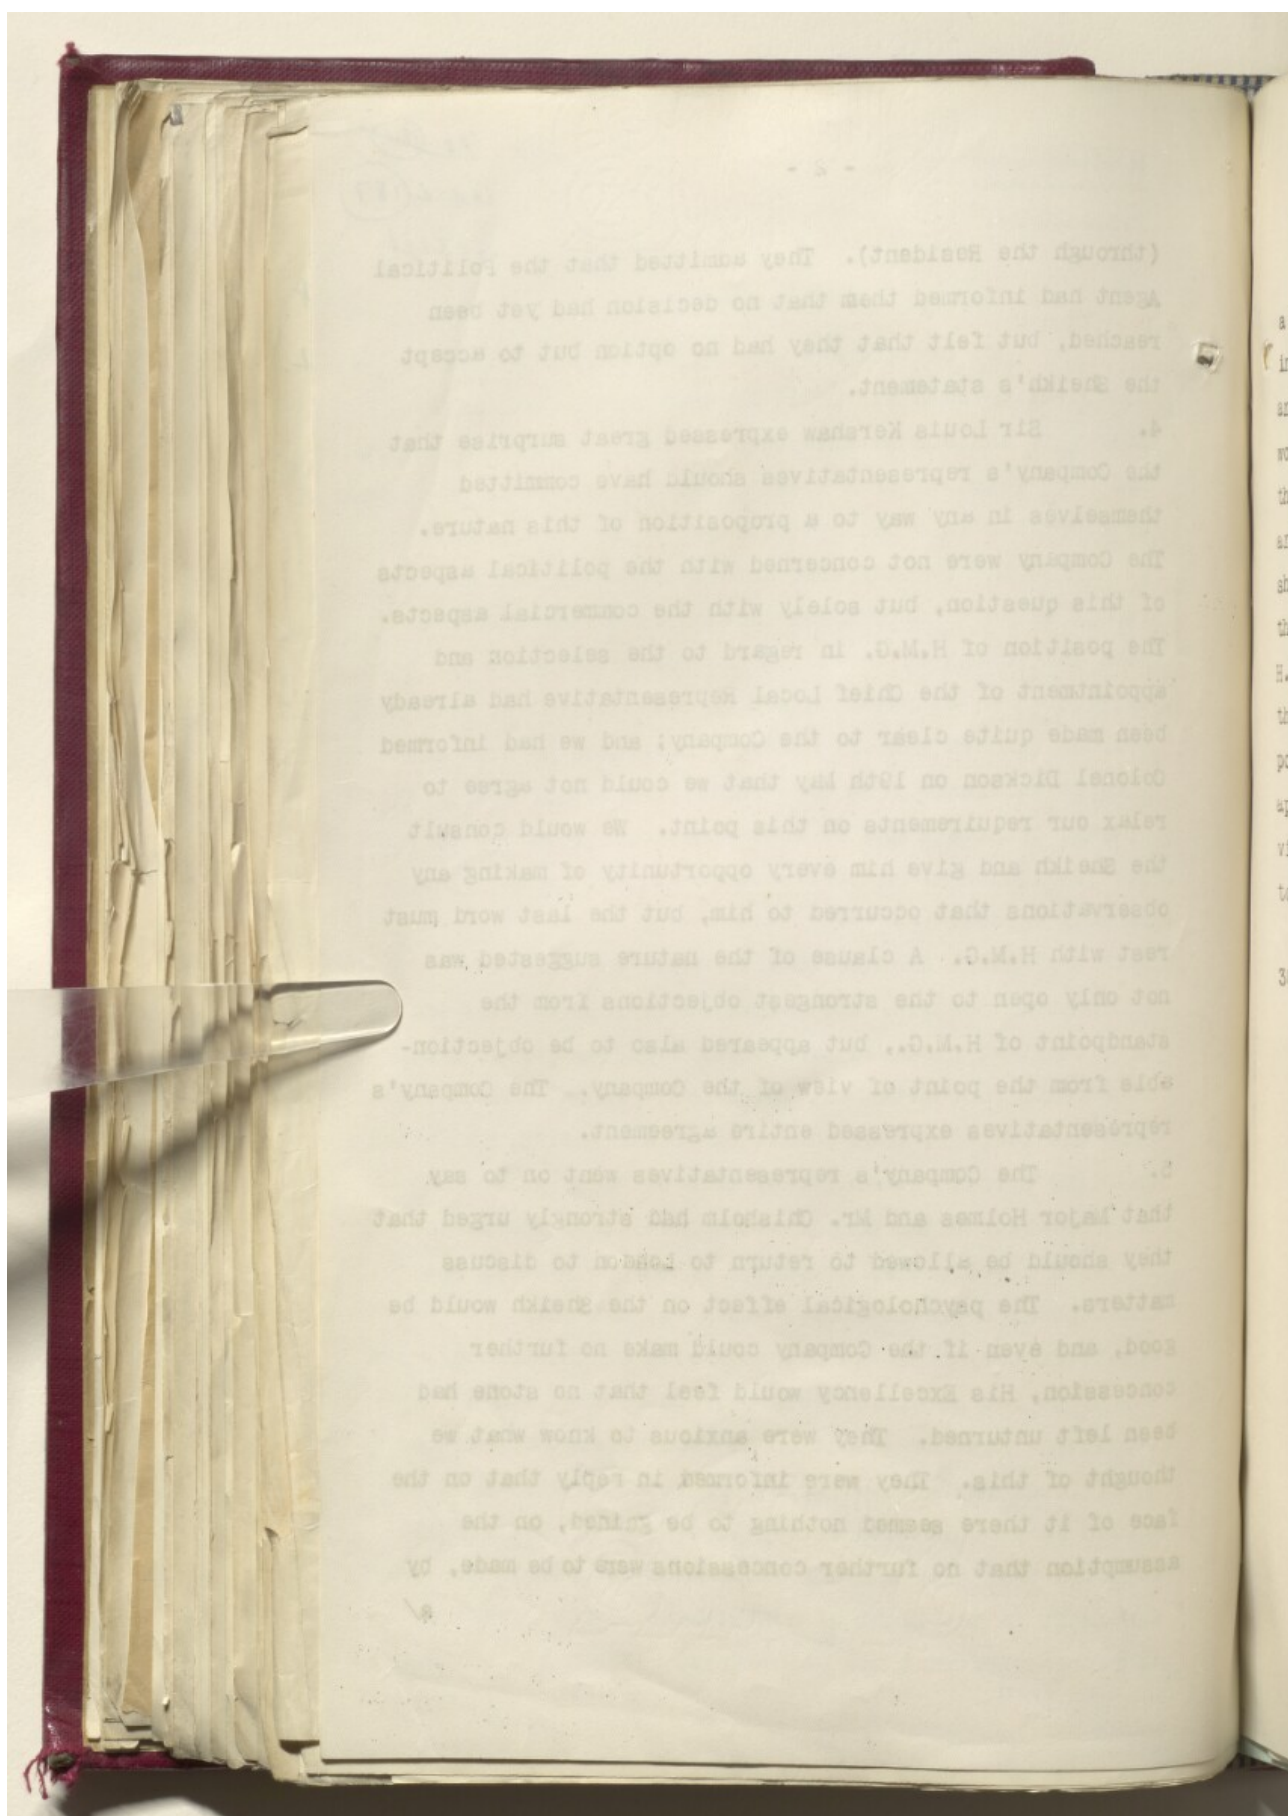 - 2 -
(through the Resident). They admitted that the Political
Agent had informed them that no decision had yet been
reached, but felt that they had no option but to accept
the Sheikh's statement.
4. Sir Louis Kershaw expressed great surprise that
the Company's representatives should have committed
themselves in any way to a proposition of this nature.
The Company were not concerned with the political aspects
of this question, but solely with the commercial aspects.
The position of H.M.G. in regard to the selection and
appointment of the Chief Local Representative had already
been made quite clear to the Company; and we had informed
Colonel Dickson on 19th May that we could not agree to
relax our requirements on this point. We would consult
the Sheikh and give him every opportunity of making any
observations that occurred to him, but the last word must
rest with H.M.G. A clause of the nature suggested was
not only open to the strongest objections from the
standpoint of H.M.G., but appeared also to be objection-
able from the point of view of the Company. The Company's
representatives expressed entire agreement.
5. The Company's representatives went on to say
that Major Holmes and Mr. Chisholm had strongly urged that
they should be allowed to return to London to discuss
matters. The psychological effect on the Sheikh would be
good, and even if the Company could make no further
concession, His Excellency would feel that no stone had
been left unturned. They were anxious to know what we
thought of this. They were informed in reply that on the
face of it there seemed nothing to be gained, on the
assumption that no further concessions were to be made, by